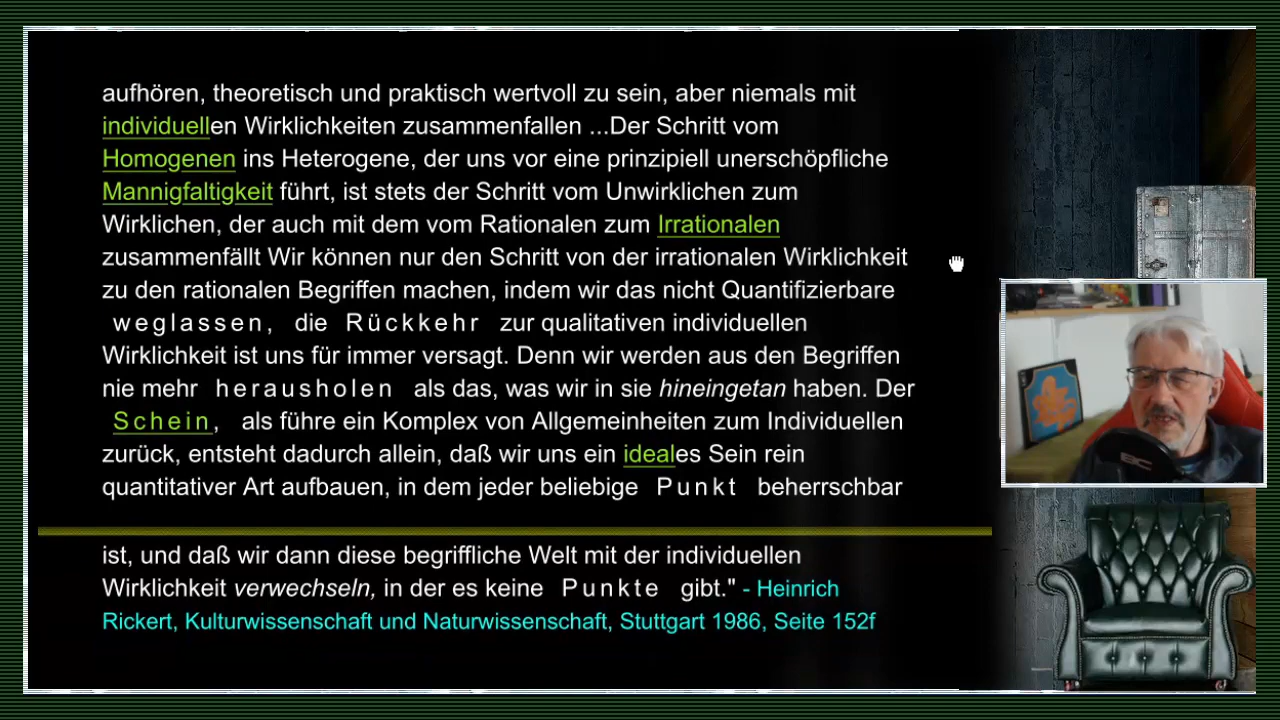 aufhören, theoretisch und praktisch wertvoll zu sein, aber niemals mit
individuellen Wirklichkeiten zusammenfallen ...Der Schritt vom
Homogenen ins Heterogene, der uns vor eine prinzipiell unerschöpfliche
Mannigfaltigkeit führt, ist stets der Schritt vom Unwirklichen zum
Wirklichen, der auch mit dem vom Rationalen zum Irrationalen
zusammenfällt Wir können nur den Schritt von der irrationalen Wirklichkeit
zu den rationalen Begriffen machen, indem wir das nicht Quantifizierbare
weglassen, die Rückkehr zur qualitativen individuellen
Wirklichkeit ist uns für immer versagt. Denn wir werden aus den Begriffen
nie mehr herausholen als das, was wir in sie hineingetan haben. Der
Schein, als führe ein Komplex von Allgemeinheiten zum Individuellen
zurück, entsteht dadurch allein, daß wir uns ein ideales Sein rein
quantitativer Art aufbauen, in dem jeder beliebige Punkt beherrschbar
ist, und daß wir dann diese begriffliche Welt mit der individuellen
Wirklichkeit verwechseln, in der es keine Punkte gibt." - Heinrich
Rickert, Kulturwissenschaft und Naturwissenschaft, Stuttgart 1986, Seite 152f